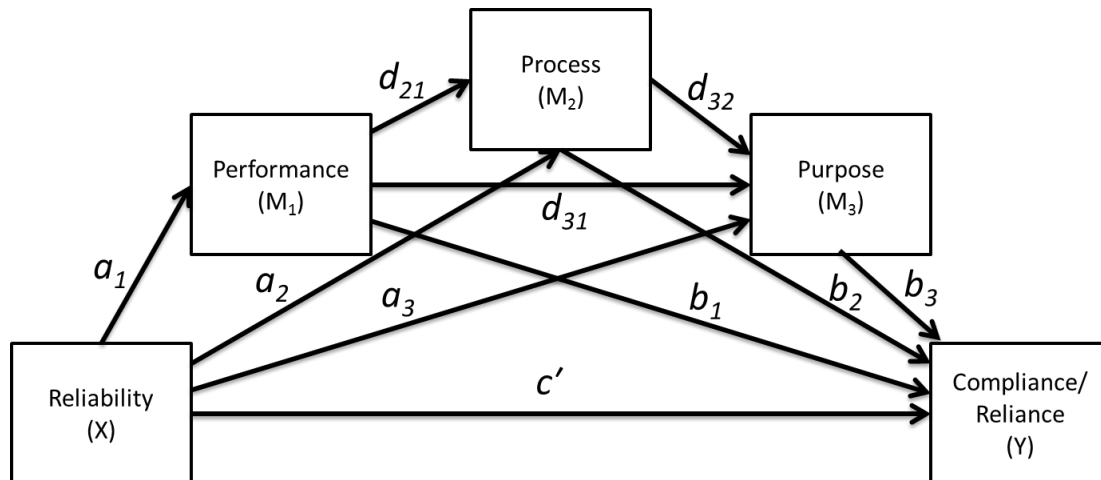 Process
(M₂)
d₂₁
d₃₂
Performance
(M₁)
Purpose
(M₃)
d₃₁
a₁
a₂
a₃
b₁
b₂
b₃
Reliability
(X)
c′
Compliance/
Reliance
(Y)